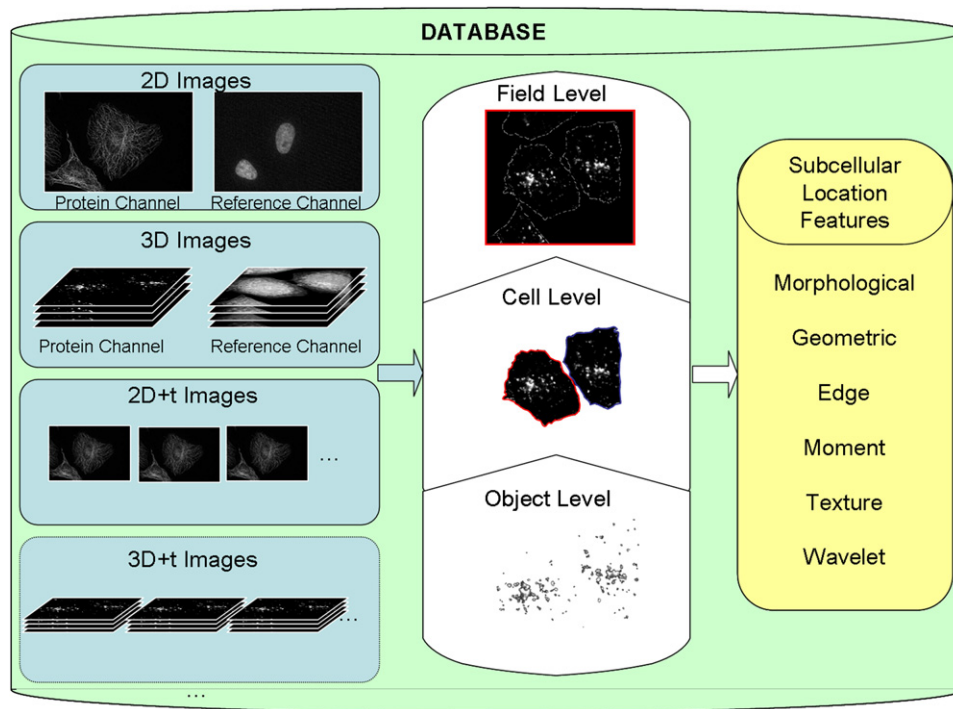 DATABASE
2D Images
Protein Channel Reference Channel
3D Images
Protein Channel Reference Channel
2D+t Images
...
3D+t Images
...
...
Field Level
Cell Level
Object Level
Subcellular
Location
Features
Morphological
Geometric
Edge
Moment
Texture
Wavelet